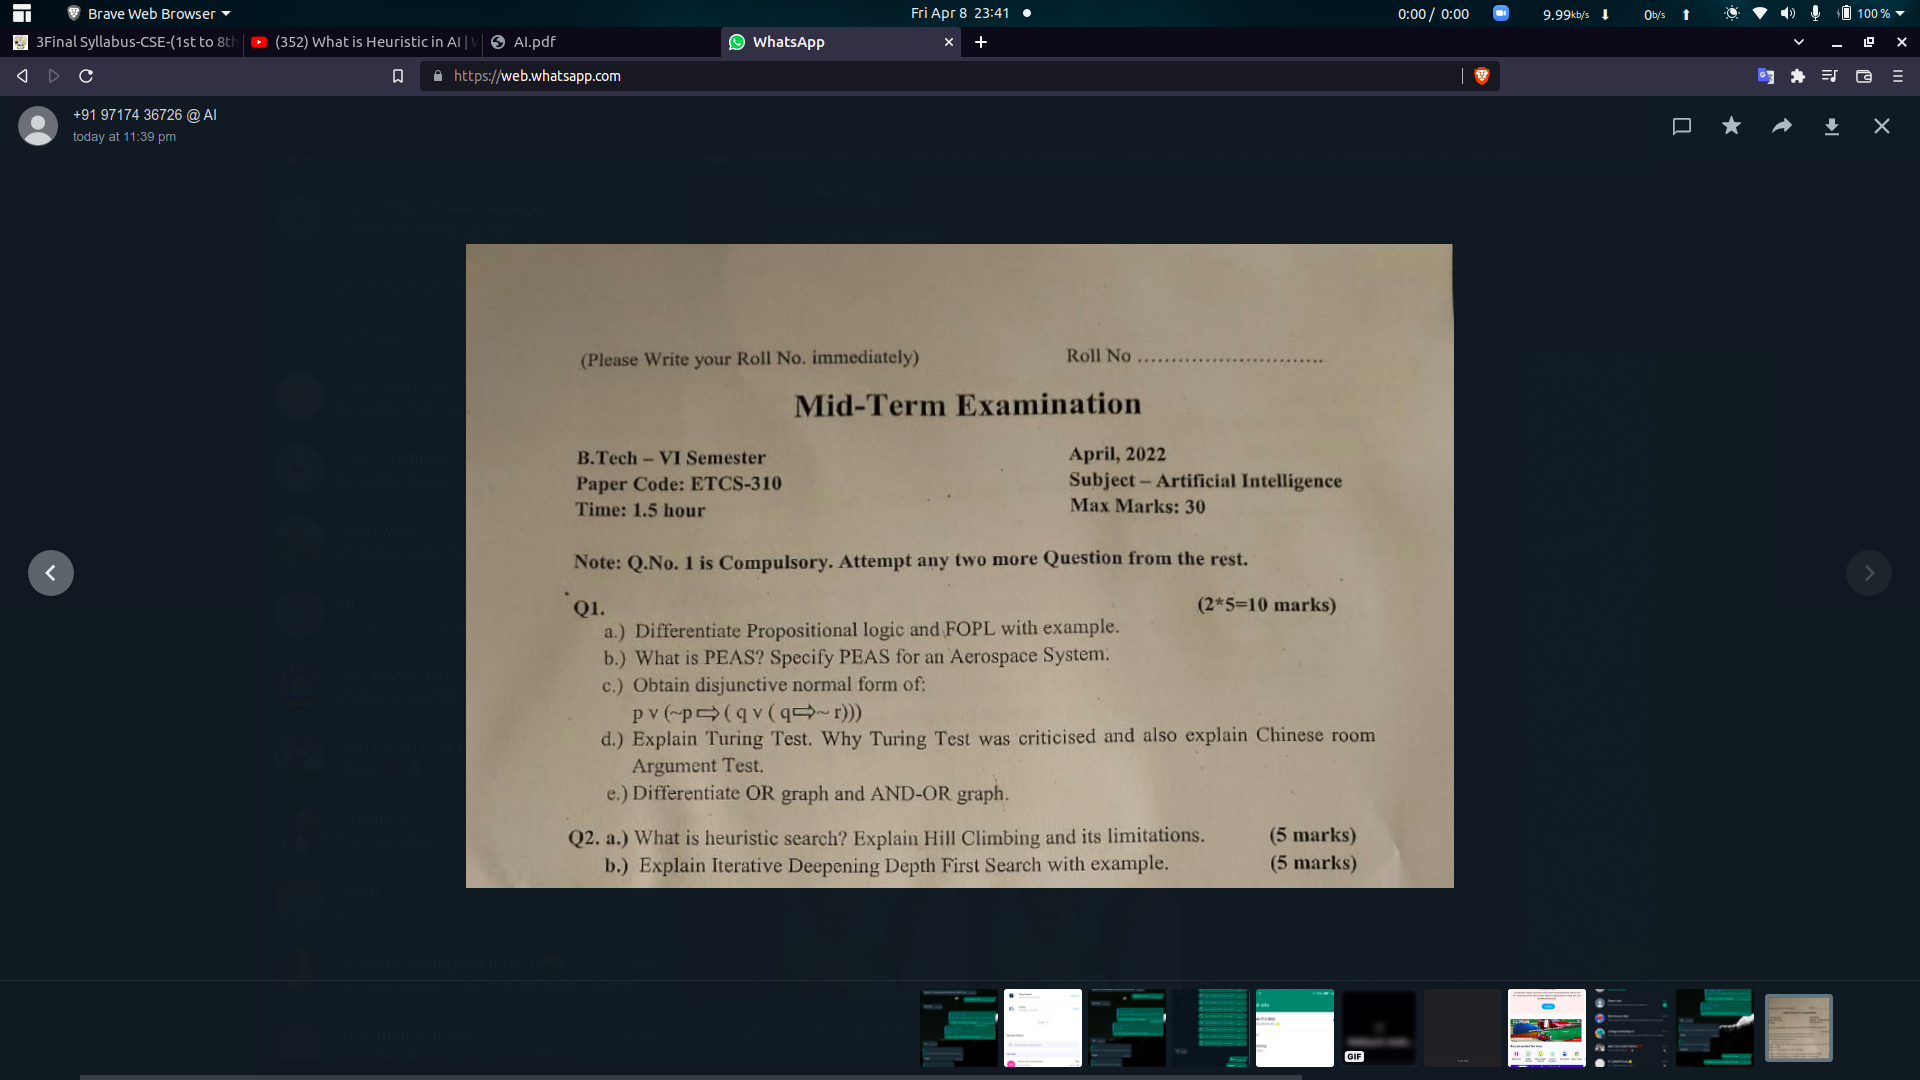 Brave Web Browser
Fri Apr 8 23:41
0:00 / 0:00
9.99kb/s
0b/s
100 %
3Final Syllabus-CSE-(1st to 8th
(352) What is Heuristic in AI |
AI.pdf
WhatsApp
https://web.whatsapp.com
+91 97174 36726 @ AI
today at 11:39 pm
(Please Write your Roll No. immediately)
Roll No ............................
Mid-Term Examination
B.Tech – VI Semester
April, 2022
Paper Code: ETCS-310
Subject – Artificial Intelligence
Time: 1.5 hour
Max Marks: 30
Note: Q.No. 1 is Compulsory. Attempt any two more Question from the rest.
Q1. (2*5=10 marks)
a.) Differentiate Propositional logic and FOPL with example.
b.) What is PEAS? Specify PEAS for an Aerospace System.
c.) Obtain disjunctive normal form of:
p v (~p⇨( q v ( q⇨~ r)))
d.) Explain Turing Test. Why Turing Test was criticised and also explain Chinese room
Argument Test.
e.) Differentiate OR graph and AND-OR graph.
Q2. a.) What is heuristic search? Explain Hill Climbing and its limitations. (5 marks)
b.) Explain Iterative Deepening Depth First Search with example. (5 marks)
GIF